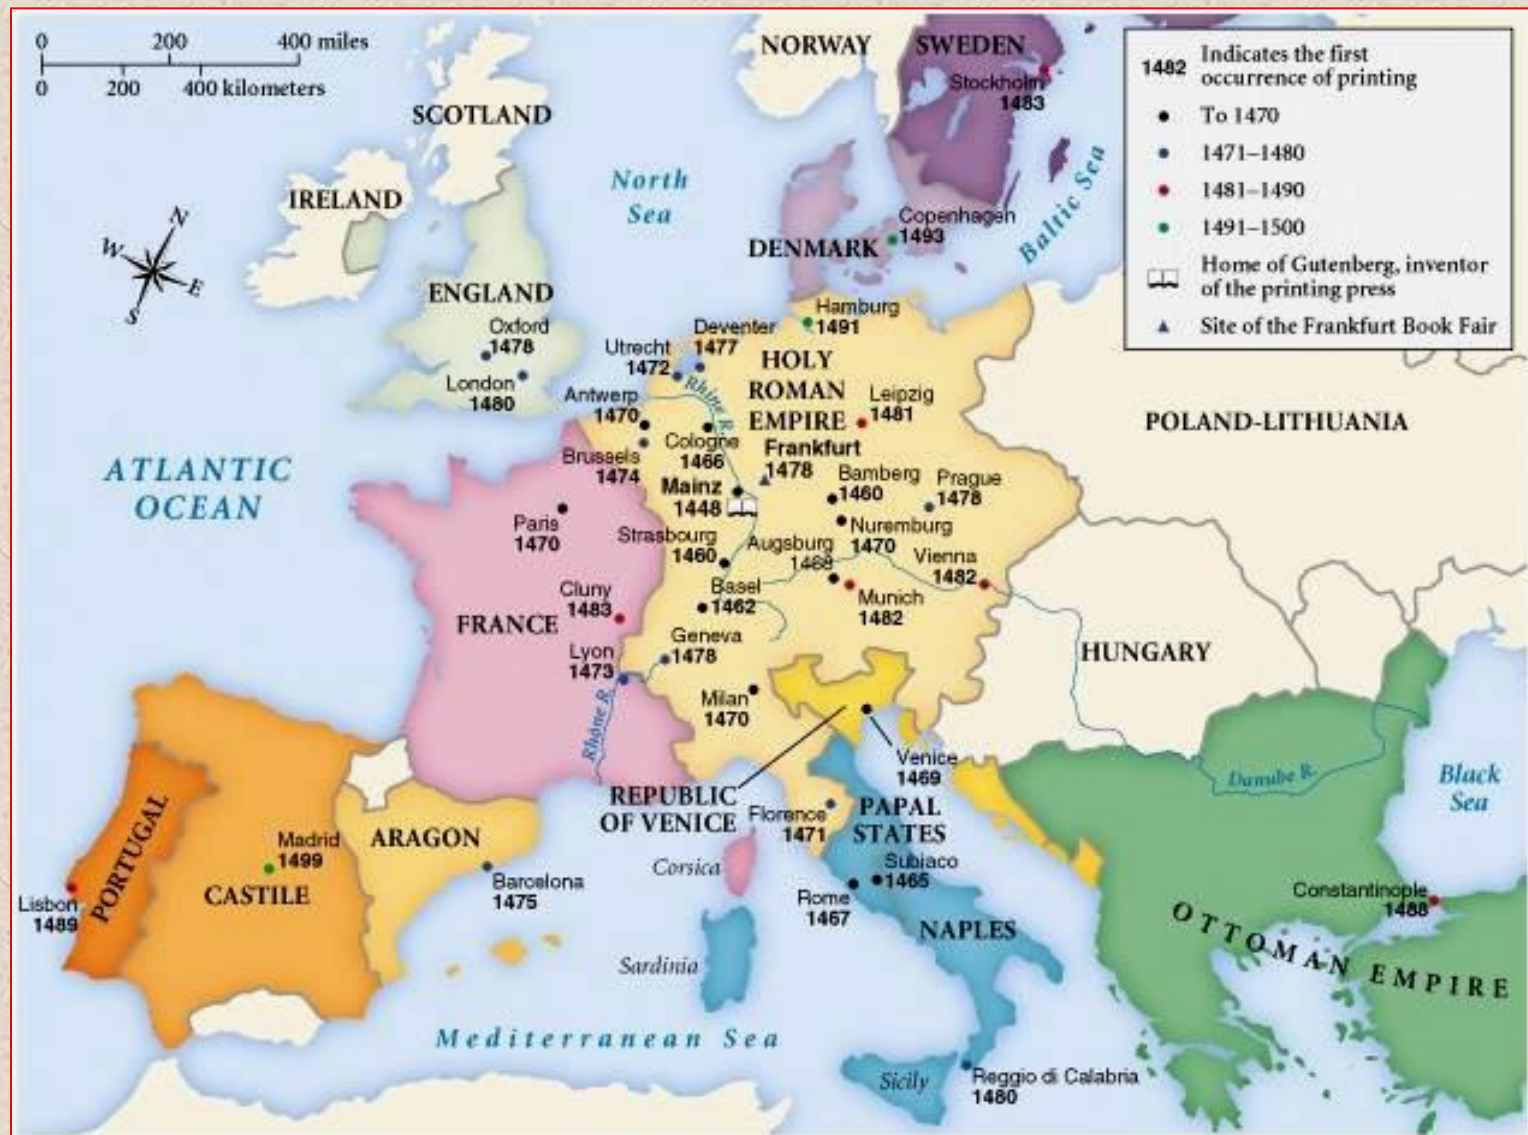 0 200 400 miles
0 200 400 kilometers
NORWAY
SWEDEN
Stockholm
1483
1482 Indicates the first
occurrence of printing
To 1470
1471–1480
1481–1490
1491–1500
Home of Gutenberg, inventor
of the printing press
Site of the Frankfurt Book Fair
SCOTLAND
North
Sea
Baltic Sea
IRELAND
N
W
E
S
Copenhagen
1493
DENMARK
ENGLAND
Oxford
1478
London
1480
Hamburg
1491
Deventer
1477
Utrecht
1472
HOLY
ROMAN
EMPIRE
Rhine R.
Antwerp
1470
Leipzig
1481
POLAND-LITHUANIA
Cologne
1466
Brussels
1474
Frankfurt
1478
ATLANTIC
OCEAN
Mainz
1448
Bamberg
1460
Prague
1478
Paris
1470
Nuremburg
1470
Strasbourg
1460
Augsburg
Vienna
1482
Basel
1462
Munich
1482
Cluny
1483
FRANCE
Geneva
1478
Lyon
1473
HUNGARY
Milan
1470
Rhône R.
Venice
1469
Danube R.
Black
Sea
REPUBLIC
OF VENICE
Florence
1471
PAPAL
STATES
PORTUGAL
Madrid
1499
ARAGON
CASTILE
Barcelona
1475
Corsica
Subiaco
1465
Rome
1467
Lisbon
1489
Constantinople
1488
NAPLES
OTTOMAN EMPIRE
Sardinia
Mediterranean Sea
Sicily
Reggio di Calabria
1480